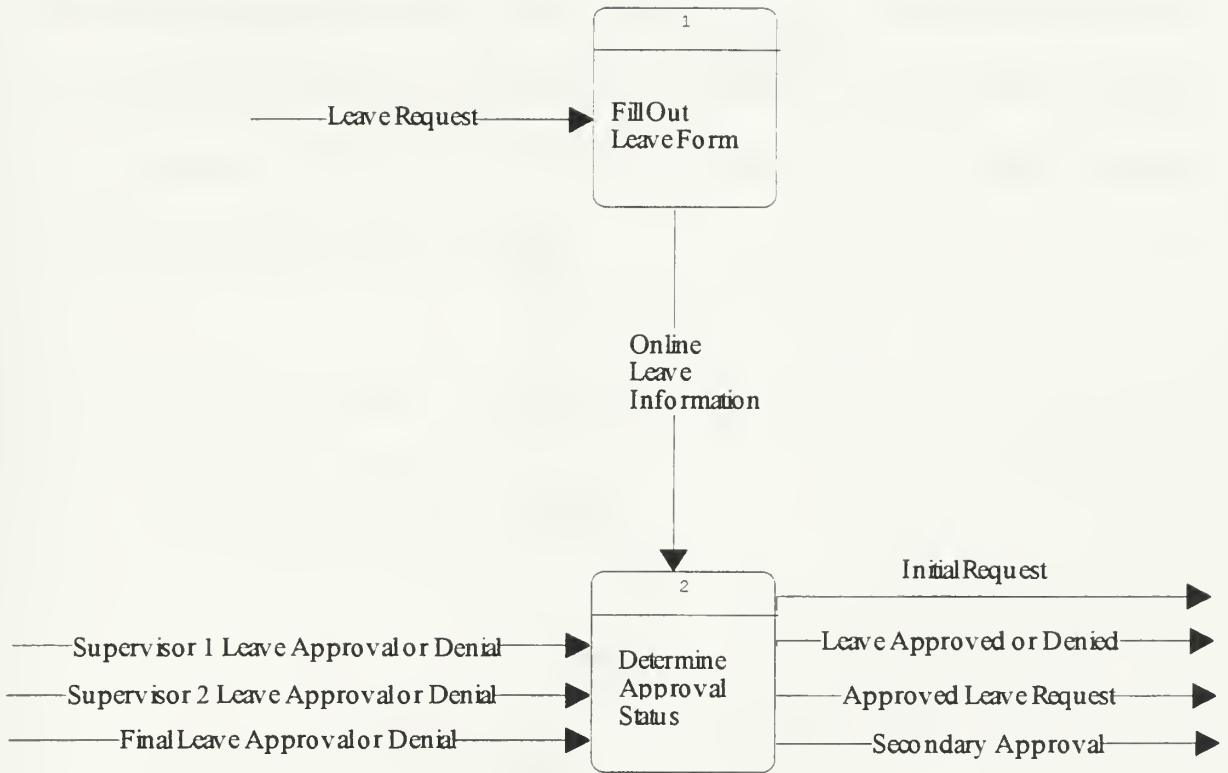 1
Leave Request
Fill Out
Leave Form
Online
Leave
Information
2
Initial Request
Supervisor 1 Leave Approval or Denial
Determine
Approval
Status
Leave Approved or Denied
Supervisor 2 Leave Approval or Denial
Approved Leave Request
Final Leave Approval or Denial
Secondary Approval